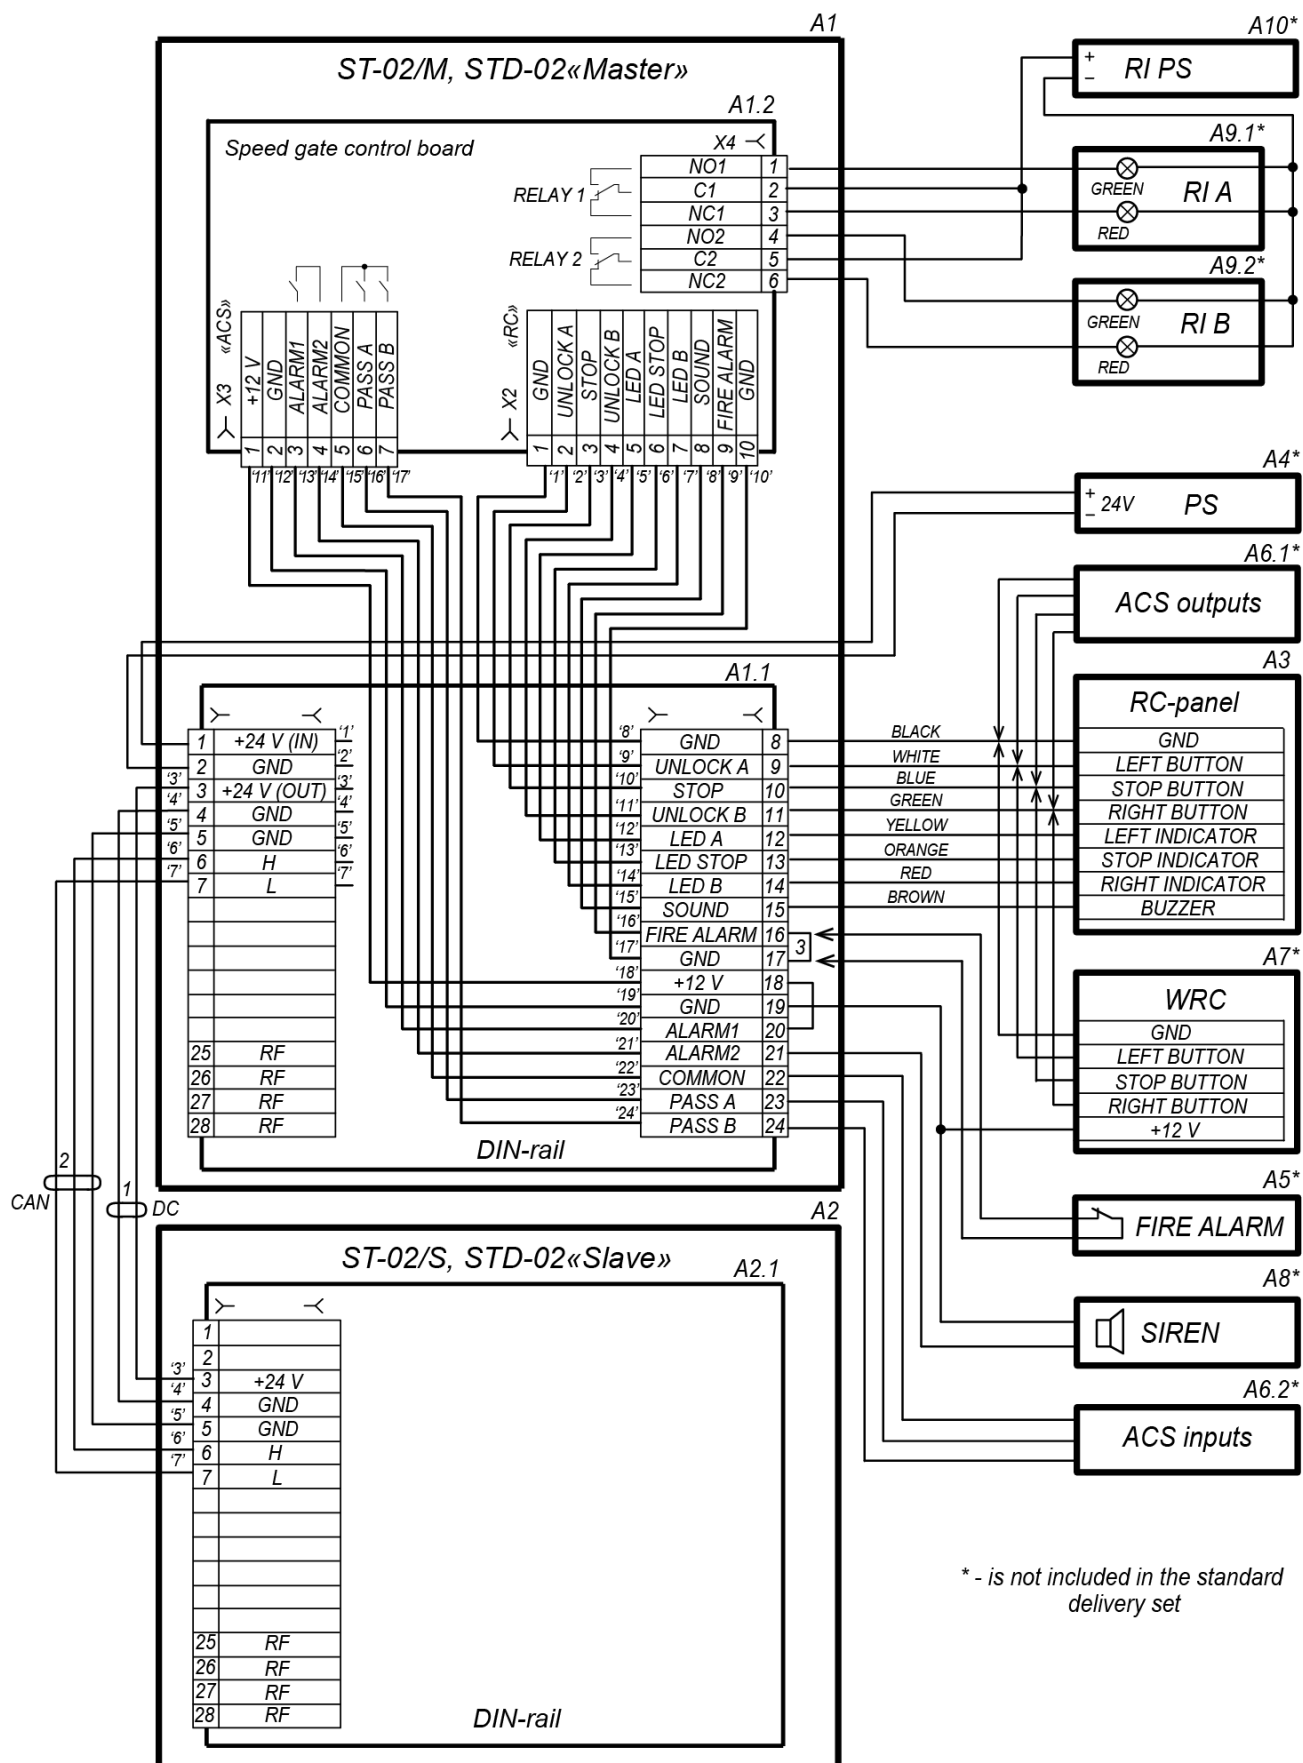 A1
ST-02/M, STD-02«Master»
A1.2
Speed gate control board
X4
RELAY 1
RELAY 2
NO1 1
C1 2
NC1 3
NO2 4
C2 5
NC2 6
X3 «ACS»
+12 V
GND
ALARM1
ALARM2
COMMON
PASS A
PASS B
1 2 3 4 5 6 7
'11' '12' '13' '14' '15' '16' '17'
X2 «RC»
GND
UNLOCK A
STOP
UNLOCK B
LED A
LED STOP
LED B
SOUND
FIRE ALARM
GND
1 2 3 4 5 6 7 8 9 10
'1' '2' '3' '4' '5' '6' '7' '8' '9' '10'
A10*
+
−
RI PS
A9.1*
GREEN
RI A
RED
A9.2*
GREEN
RI B
RED
A4*
+
−
24V
PS
A6.1*
ACS outputs
A1.1
1 +24 V (IN) '1'
2 GND '2'
'3' 3 +24 V (OUT) '3'
'4' 4 GND '4'
'5' 5 GND '5'
'6' 6 H '6'
'7' 7 L '7'
25 RF
26 RF
27 RF
28 RF
'8' GND 8
'9' UNLOCK A 9
'10' STOP 10
'11' UNLOCK B 11
'12' LED A 12
'13' LED STOP 13
'14' LED B 14
'15' SOUND 15
'16' FIRE ALARM 16
'17' GND 17
3
'18' +12 V 18
'19' GND 19
'20' ALARM1 20
'21' ALARM2 21
'22' COMMON 22
'23' PASS A 23
'24' PASS B 24
DIN-rail
BLACK
WHITE
BLUE
GREEN
YELLOW
ORANGE
RED
BROWN
A3
RC-panel
GND
LEFT BUTTON
STOP BUTTON
RIGHT BUTTON
LEFT INDICATOR
STOP INDICATOR
RIGHT INDICATOR
BUZZER
A7*
WRC
GND
LEFT BUTTON
STOP BUTTON
RIGHT BUTTON
+12 V
A5*
FIRE ALARM
A8*
SIREN
A6.2*
ACS inputs
2
CAN
1
DC
A2
ST-02/S, STD-02«Slave»
A2.1
1
2
'3' 3 +24 V
'4' 4 GND
'5' 5 GND
'6' 6 H
'7' 7 L
25 RF
26 RF
27 RF
28 RF
DIN-rail
* - is not included in the standard
delivery set